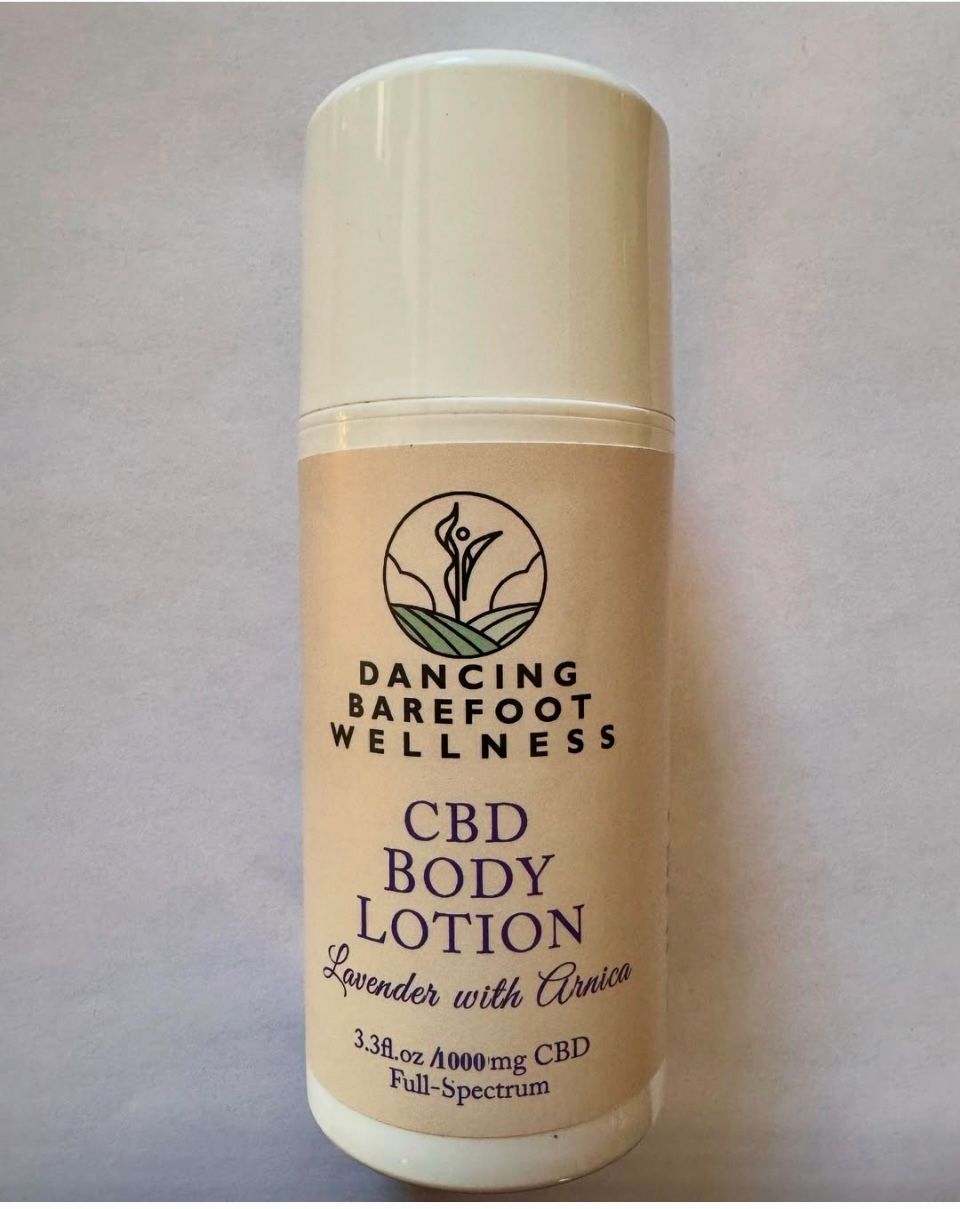 DANCING
BAREFOOT
WELLNESS
CBD
BODY
LOTION
Lavender with Arnica
3.3fl.oz /1000mg CBD
Full-Spectrum